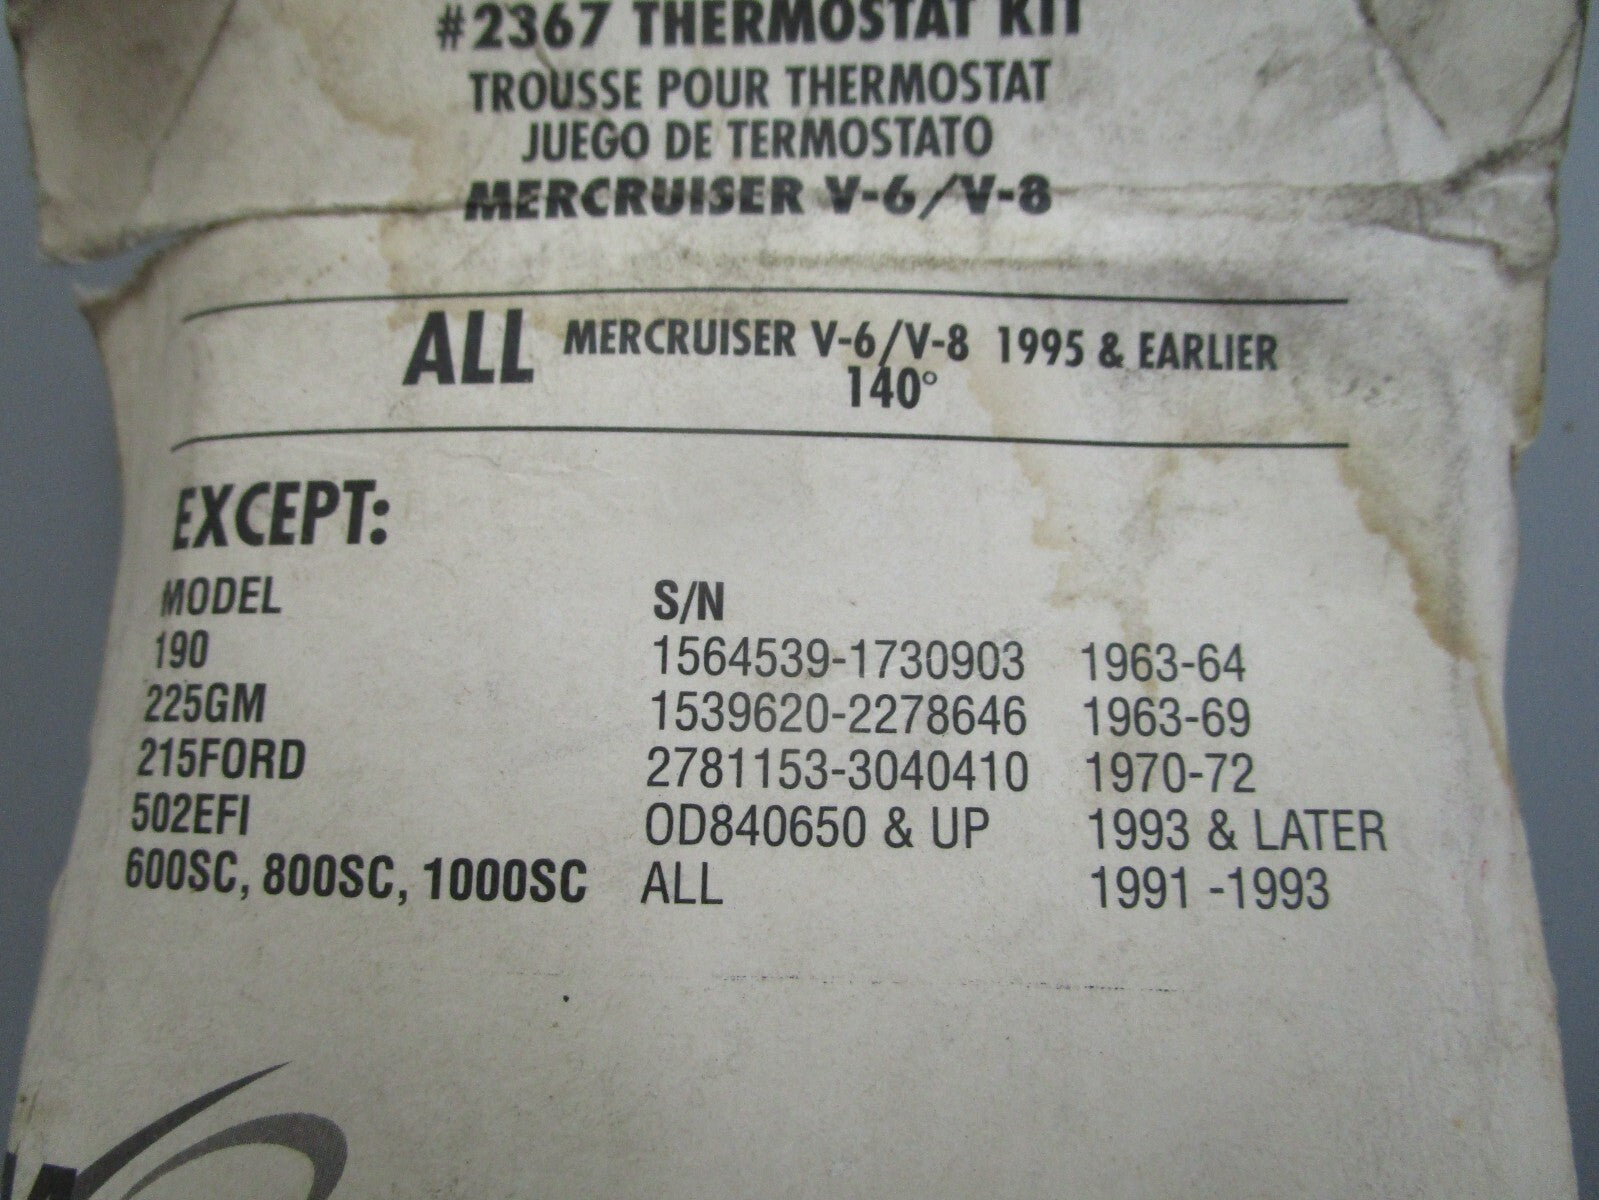 #2367 THERMOSTAT KIT
TROUSSE POUR THERMOSTAT
JUEGO DE TERMOSTATO
MERCRUISER V-6/V-8
ALL MERCRUISER V-6/V-8 1995 & EARLIER
140°
EXCEPT:
MODEL S/N
190 1564539-1730903 1963-64
225GM 1539620-2278646 1963-69
215FORD 2781153-3040410 1970-72
502EFI OD840650 & UP 1993 & LATER
600SC, 800SC, 1000SC ALL 1991 -1993